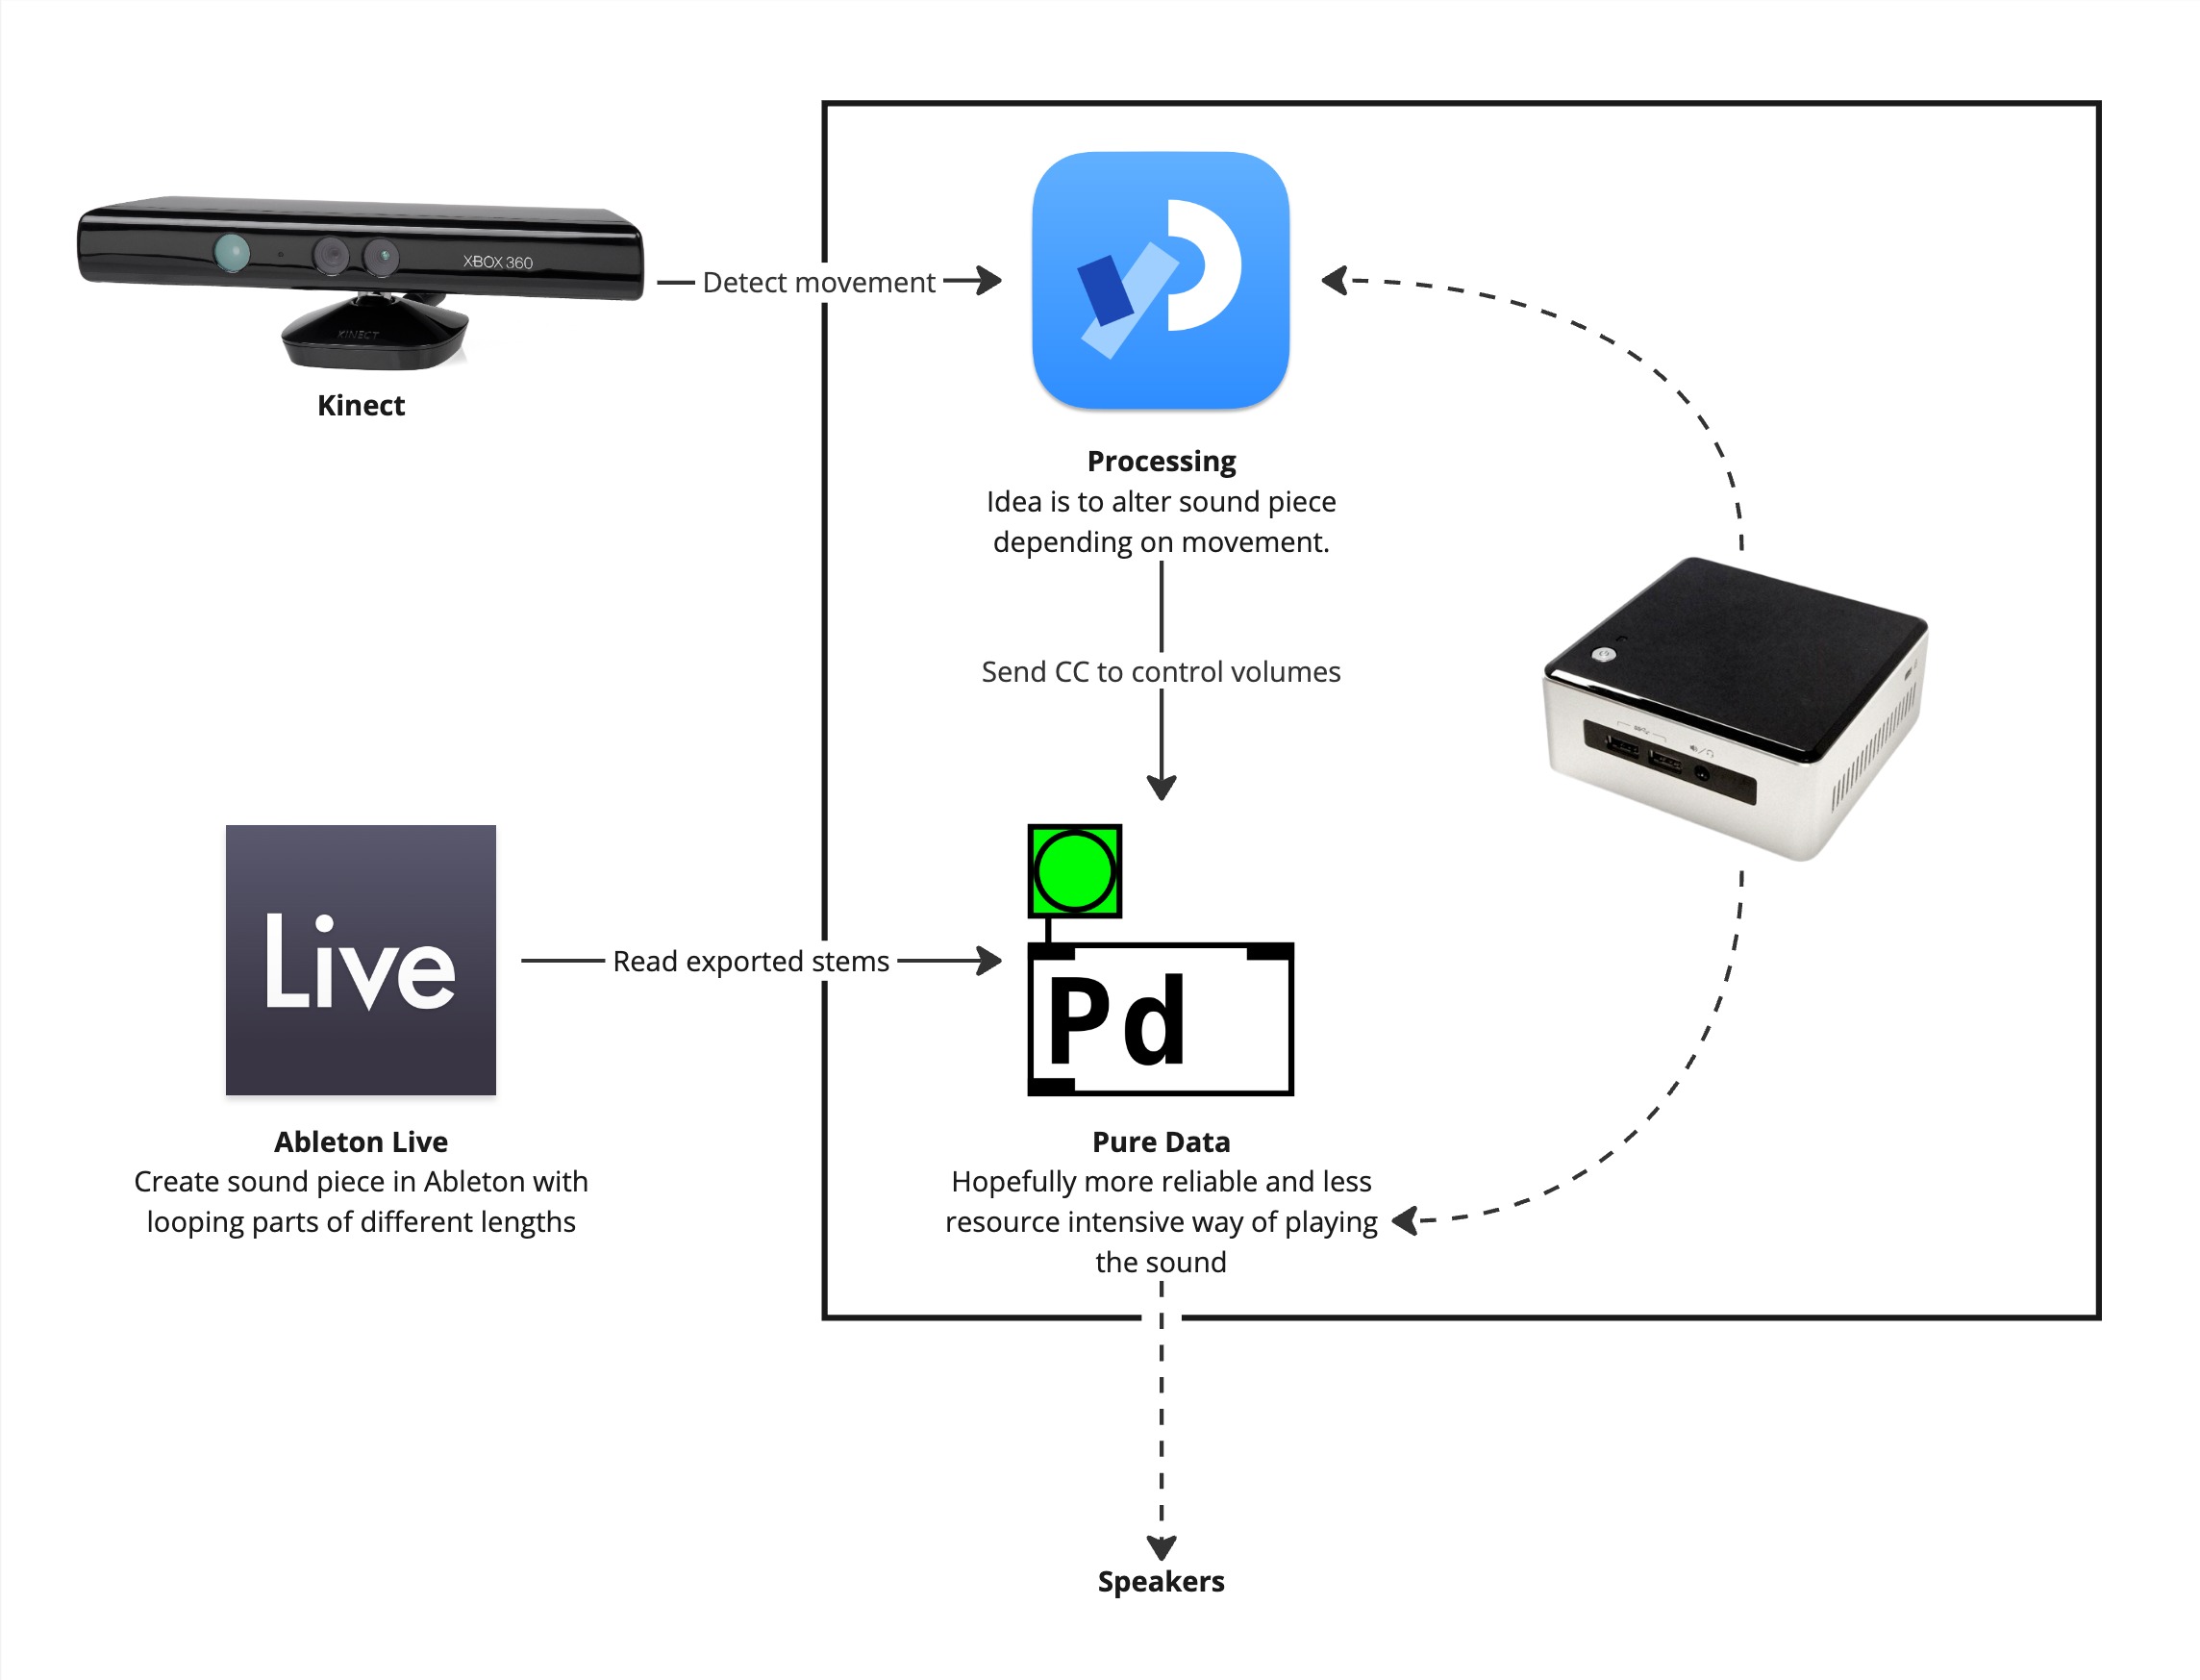 XBOX 360
KINECT
Kinect
Detect movement
Processing
Idea is to alter sound piece
depending on movement.
Send CC to control volumes
Live
Read exported stems
Pd
Ableton Live
Create sound piece in Ableton with
looping parts of different lengths
Pure Data
Hopefully more reliable and less
resource intensive way of playing
the sound
Speakers